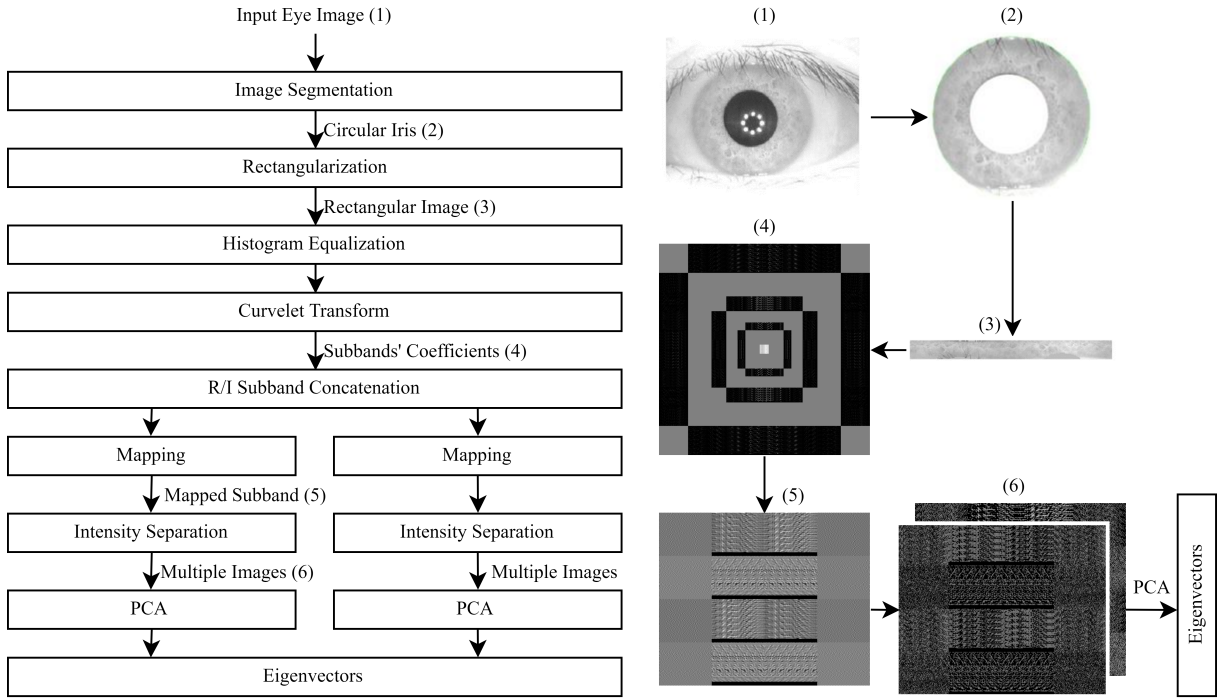 Input Eye Image (1)
Image Segmentation
Circular Iris (2)
Rectangularization
Rectangular Image (3)
Histogram Equalization
Curvelet Transform
Subbands' Coefficients (4)
R/I Subband Concatenation
Mapping
Mapping
Mapped Subband (5)
Intensity Separation
Intensity Separation
Multiple Images (6)
Multiple Images
PCA
PCA
Eigenvectors
(1)
(2)
(3)
(4)
(5)
(6)
PCA
Eigenvectors